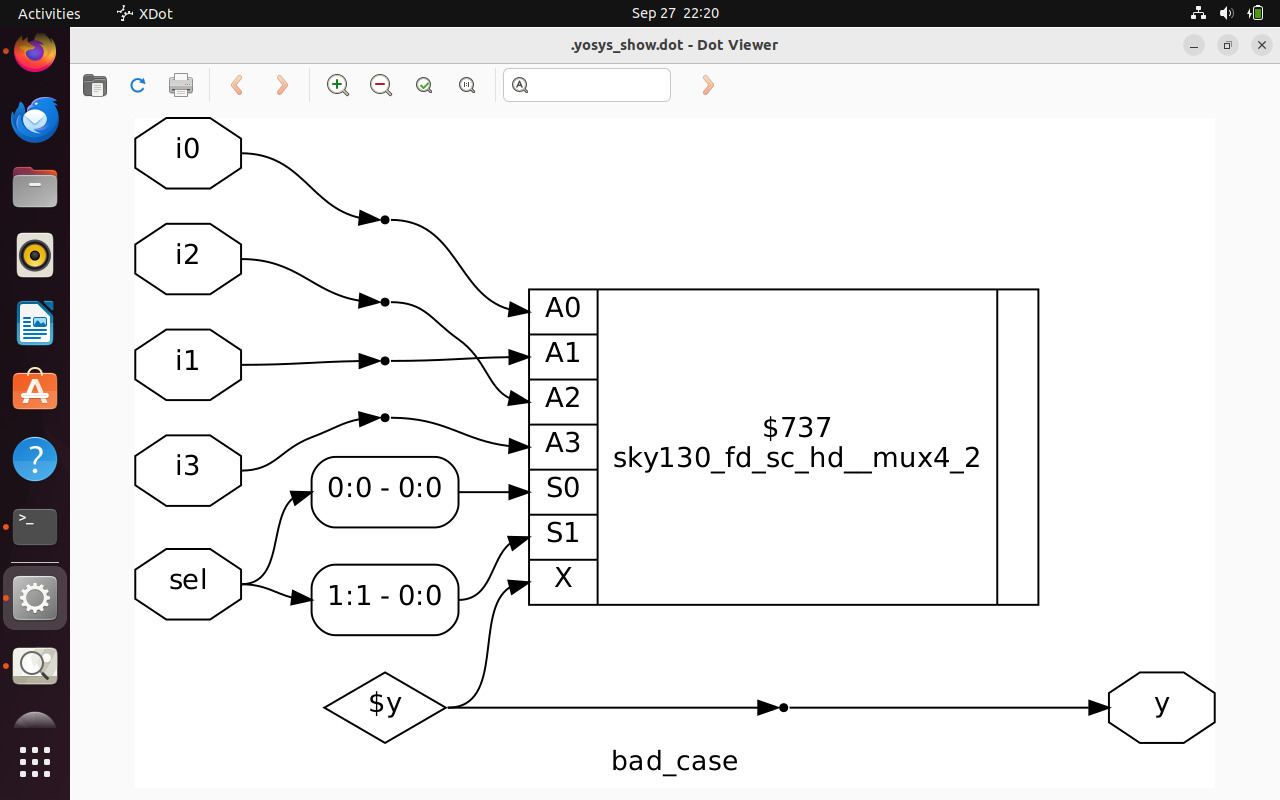 Activities
XDot
Sep 27 22:20
.yosys_show.dot - Dot Viewer
i0
i2
i1
i3
sel
0:0 - 0:0
1:1 - 0:0
A0
A1
A2
A3
S0
S1
X
$737
sky130_fd_sc_hd__mux4_2
$y
y
bad_case